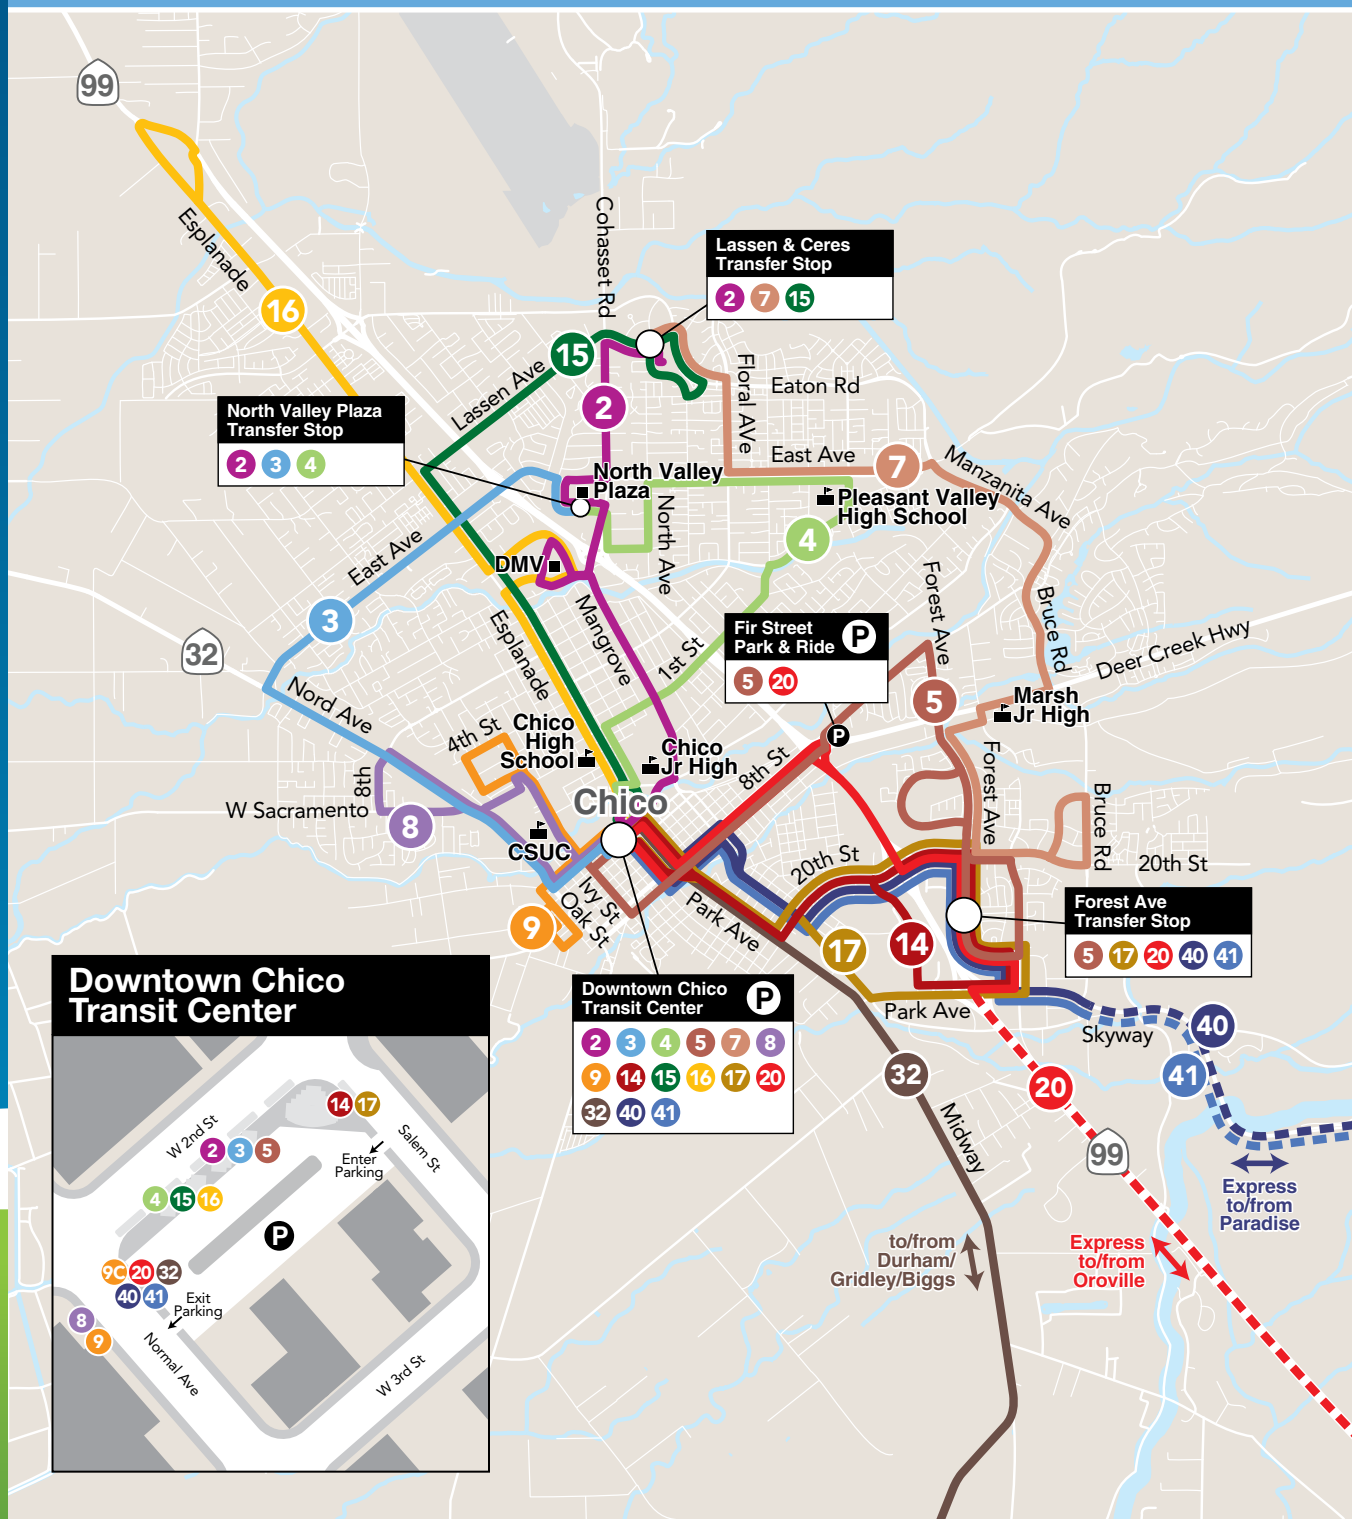 99
Esplanade
16
Cohasset Rd
Lassen & Ceres
Transfer Stop
2 7 15
15
Lassen Ave
2
Floral AVe
Eaton Rd
North Valley Plaza
Transfer Stop
2 3 4
East Ave
7
Manzanita Ave
North Valley
Plaza
North Ave
Pleasant Valley
High School
4
East Ave
DMV
Mangrove
Esplanade
3
32
Nord Ave
1st St
Fir Street
Park & Ride
P
5 20
Forest Ave
Bruce Rd
Deer Creek Hwy
5
Marsh
Jr High
P
4th St
Chico
High
School
Chico
Jr High
8th St
Forest Ave
Bruce Rd
8th
W Sacramento
8
Chico
CSUC
20th St
20th St
Ivy St
Oak St
9
Park Ave
17
14
Forest Ave
Transfer Stop
5 17 20 40 41
Downtown Chico
Transit Center
P
2 3 4 5 7 8
9 14 15 16 17 20
32 40 41
Park Ave
Skyway
40
41
32
20
Midway
99
Express
to/from
Paradise
Express
to/from
Oroville
to/from
Durham/
Gridley/Biggs
Downtown Chico
Transit Center
14 17
W 2nd St
2 3 5
Salem St
Enter
Parking
4 15 16
P
9C 20 32
40 41
Exit
Parking
8
9
Normal Ave
W 3rd St